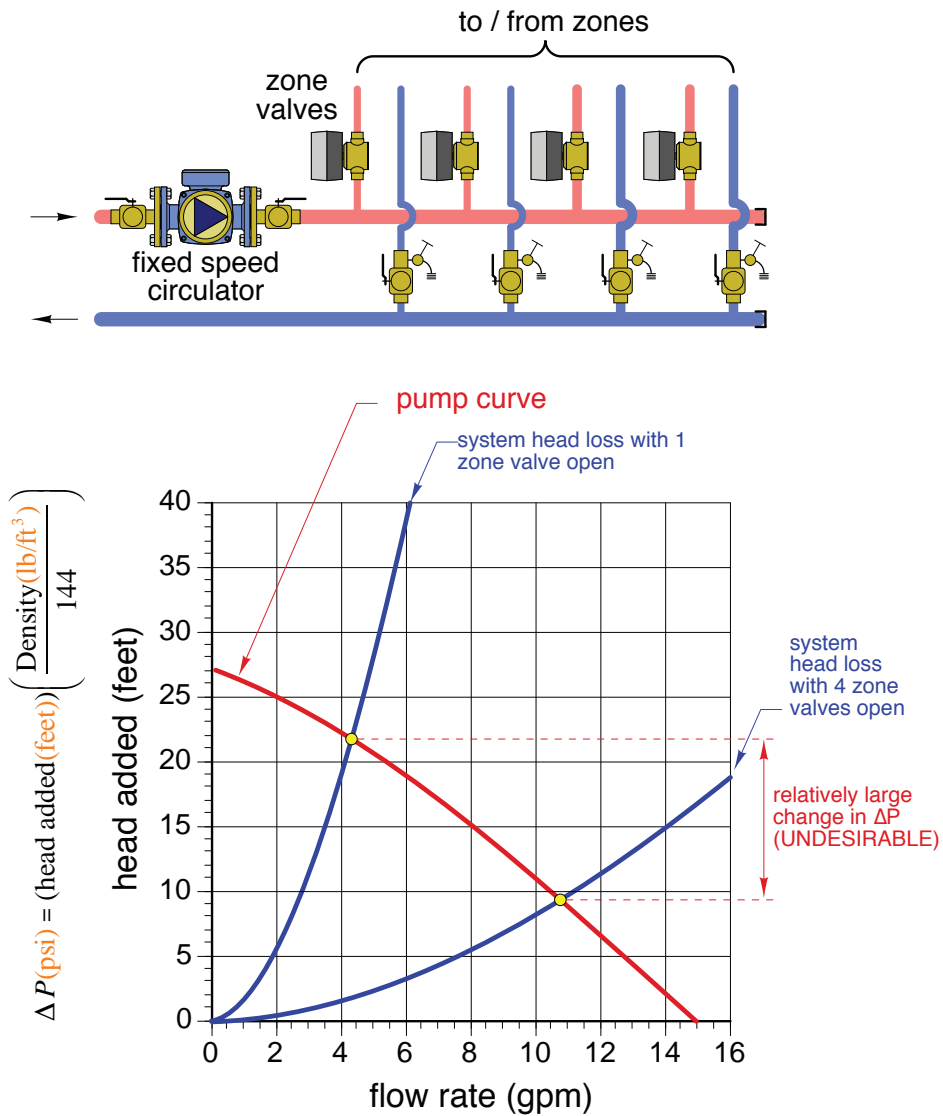 to / from zones
zone
valves
fixed speed
circulator
pump curve
system head loss with 1
zone valve open
ΔP(psi) = (head added(feet)) (Density(lb/ft³)
144)
head added (feet)
40
35
30
25
20
15
10
5
0
0 2 4 6 8 10 12 14 16
flow rate (gpm)
system
head loss
with 4 zone
valves open
relatively large
change in ΔP
(UNDESIRABLE)